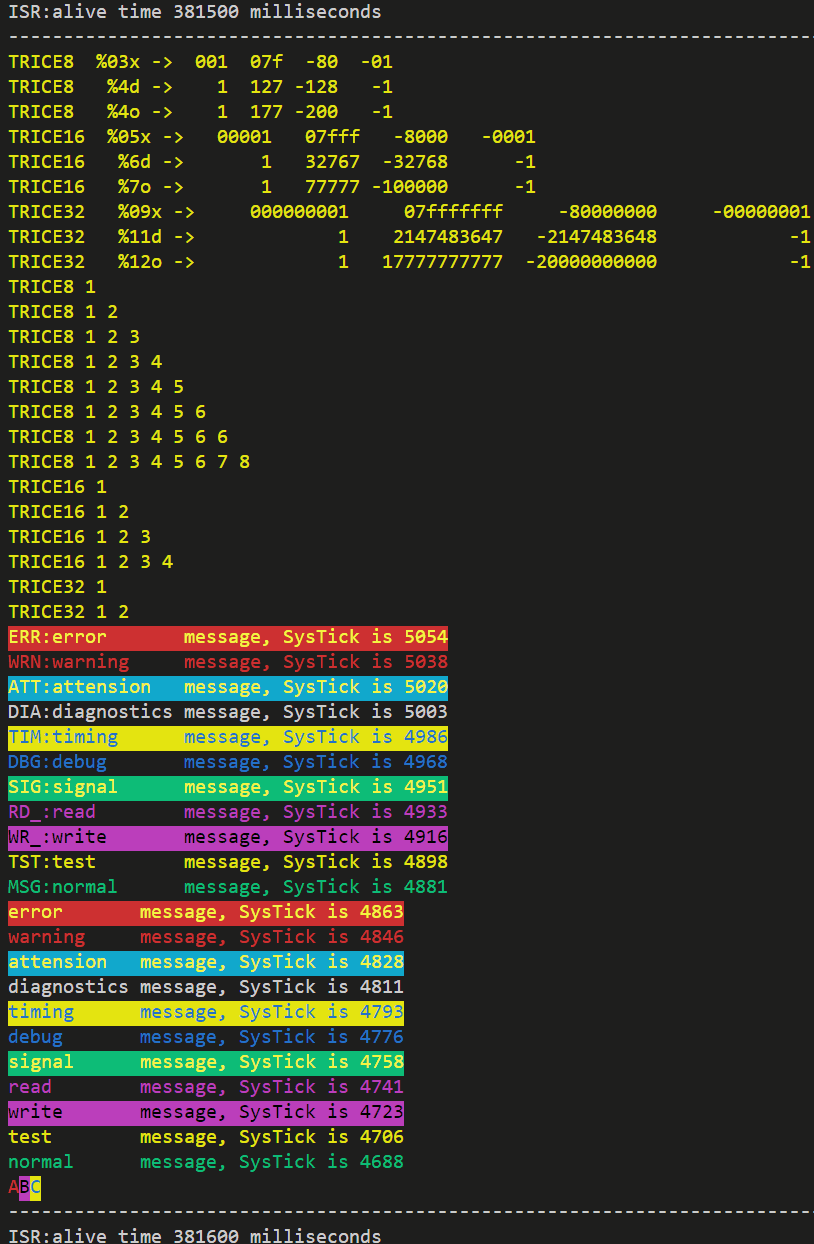 ISR:alive time 381500 milliseconds
--------------------------------------------------------------------------
TRICE8  %03x ->  001  07f  -80  -01
TRICE8   %4d ->    1  127 -128   -1
TRICE8   %4o ->    1  177 -200   -1
TRICE16  %05x ->   00001   07fff   -8000   -0001
TRICE16   %6d ->       1   32767  -32768      -1
TRICE16   %7o ->       1   77777 -100000      -1
TRICE32  %09x ->     000000001     07fffffff     -80000000     -00000001
TRICE32   %11d ->             1    2147483647   -2147483648            -1
TRICE32   %12o ->             1   17777777777  -20000000000            -1
TRICE8 1
TRICE8 1 2
TRICE8 1 2 3
TRICE8 1 2 3 4
TRICE8 1 2 3 4 5
TRICE8 1 2 3 4 5 6
TRICE8 1 2 3 4 5 6 6
TRICE8 1 2 3 4 5 6 7 8
TRICE16 1
TRICE16 1 2
TRICE16 1 2 3
TRICE16 1 2 3 4
TRICE32 1
TRICE32 1 2
ERR:error       message, SysTick is 5054
WRN:warning     message, SysTick is 5038
ATT:attension   message, SysTick is 5020
DIA:diagnostics message, SysTick is 5003
TIM:timing      message, SysTick is 4986
DBG:debug       message, SysTick is 4968
SIG:signal      message, SysTick is 4951
RD_:read        message, SysTick is 4933
WR_:write       message, SysTick is 4916
TST:test        message, SysTick is 4898
MSG:normal      message, SysTick is 4881
error       message, SysTick is 4863
warning     message, SysTick is 4846
attension   message, SysTick is 4828
diagnostics message, SysTick is 4811
timing      message, SysTick is 4793
debug       message, SysTick is 4776
signal      message, SysTick is 4758
read        message, SysTick is 4741
write       message, SysTick is 4723
test        message, SysTick is 4706
normal      message, SysTick is 4688
ABC
--------------------------------------------------------------------------
ISR:alive time 381600 milliseconds